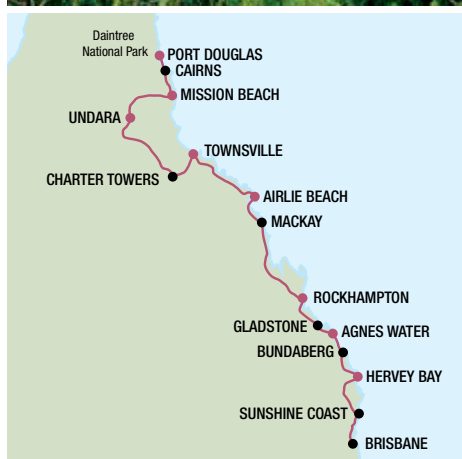 Daintree
National Park
PORT DOUGLAS
CAIRNS
MISSION BEACH
UNDARA
TOWNSVILLE
CHARTER TOWERS
AIRLIE BEACH
MACKAY
ROCKHAMPTON
GLADSTONE
AGNES WATER
BUNDABERG
HERVEY BAY
SUNSHINE COAST
BRISBANE